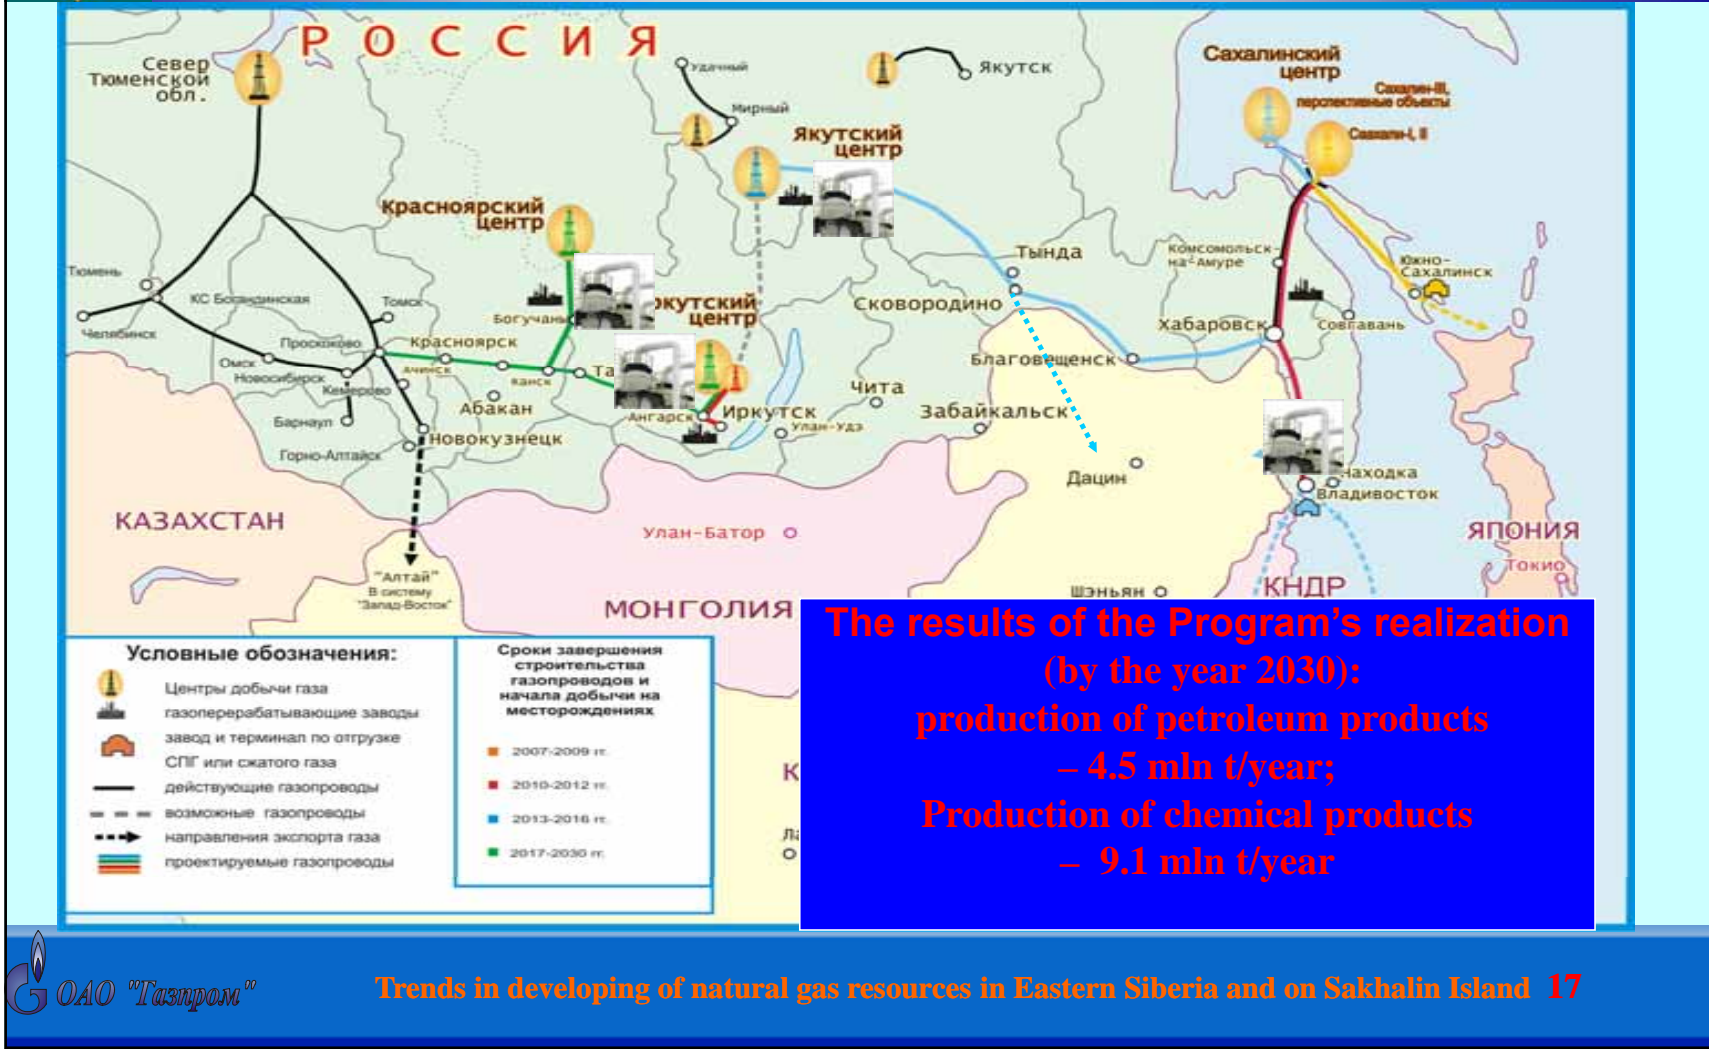 РОССИЯ
Север
Тюменской
обл.
Удачный
Мирный
Якутск
Якутский
центр
Сахалинский
центр
Сахалин-III,
перспективные объекты
Красноярский
центр
Тюмень
Челябинск
КС Богандинская
Томск
Проскоково
Омск
Новосибирск
Кемерово
Барнаул
Горно-Алтайск
Новокузнецк
Красноярск
Ачинск
Канск
Абакан
Богучаны
ркутский
центр
Та
Ангарск
Иркутск
Улан-Удэ
Чита
Забайкальск
Тында
Сковородино
Благовещенск
Хабаровск
Комсомольск-
на-Амуре
Совгавань
Южно-
Сахалинск
Дацин
Находка
Владивосток
КАЗАХСТАН
Улан-Батор
МОНГОЛИЯ
"Алтай"
В систему
"Запад-Восток"
Шэньян
КНДР
ЯПОНИЯ
Токио
К
Условные обозначения:
Центры добычи газа
газоперерабатывающие заводы
завод и терминал по отгрузке
СПГ или сжатого газа
действующие газопроводы
возможные газопроводы
направления экспорта газа
проектируемые газопроводы
Сроки завершения
строительства
газопроводов и
начала добычи на
месторождениях
2007-2009 гг.
2010-2012 гг.
2013-2016 гг.
2017-2030 гг.
The results of the Program’s realization
(by the year 2030):
production of petroleum products
– 4.5 mln t/year;
Production of chemical products
– 9.1 mln t/year
ОАО "Газпром"
Trends in developing of natural gas resources in Eastern Siberia and on Sakhalin Island 17